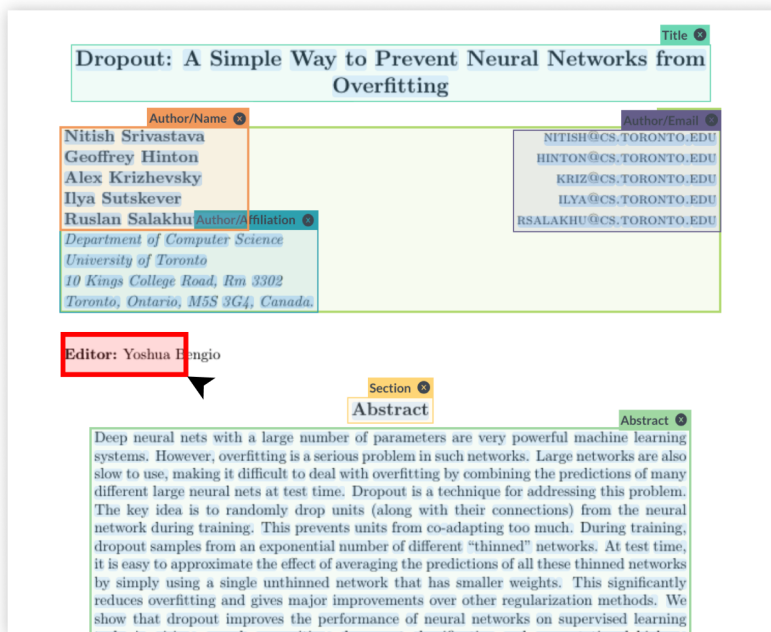 Title
Dropout: A Simple Way to Prevent Neural Networks from
Overfitting
Author/Name
Author/Email
Nitish Srivastava
NITISH@CS.TORONTO.EDU
Geoffrey Hinton
HINTON@CS.TORONTO.EDU
Alex Krizhevsky
KRIZ@CS.TORONTO.EDU
Ilya Sutskever
ILYA@CS.TORONTO.EDU
Ruslan
Author/Affiliation
RSALAKHU@CS.TORONTO.EDU
Department of Computer Science
University of Toronto
10 Kings College Road, Rm 3302
Toronto, Ontario, M5S 3G4, Canada.
Editor: Yoshua Bengio
Section
Abstract
Abstract
Deep neural nets with a large number of parameters are very powerful machine learning
systems. However, overfitting is a serious problem in such networks. Large networks are also
slow to use, making it difficult to deal with overfitting by combining the predictions of many
different large neural nets at test time. Dropout is a technique for addressing this problem.
The key idea is to randomly drop units (along with their connections) from the neural
network during training. This prevents units from co-adapting too much. During training,
dropout samples from an exponential number of different “thinned” networks. At test time,
it is easy to approximate the effect of averaging the predictions of all these thinned networks
by simply using a single unthinned network that has smaller weights. This significantly
reduces overfitting and gives major improvements over other regularization methods. We
show that dropout improves the performance of neural networks on supervised learning